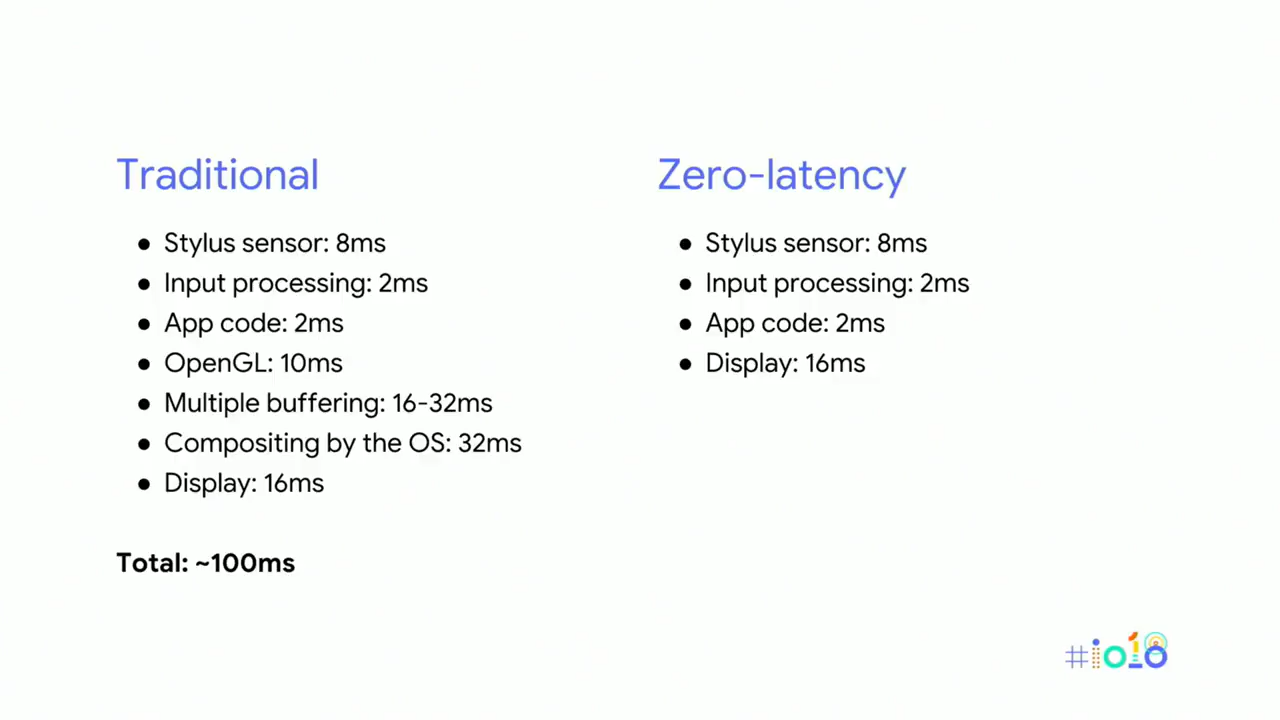 Traditional
● Stylus sensor: 8ms
● Input processing: 2ms
● App code: 2ms
● OpenGL: 10ms
● Multiple buffering: 16-32ms
● Compositing by the OS: 32ms
● Display: 16ms
Total: ~100ms
Zero-latency
● Stylus sensor: 8ms
● Input processing: 2ms
● App code: 2ms
● Display: 16ms
#io18